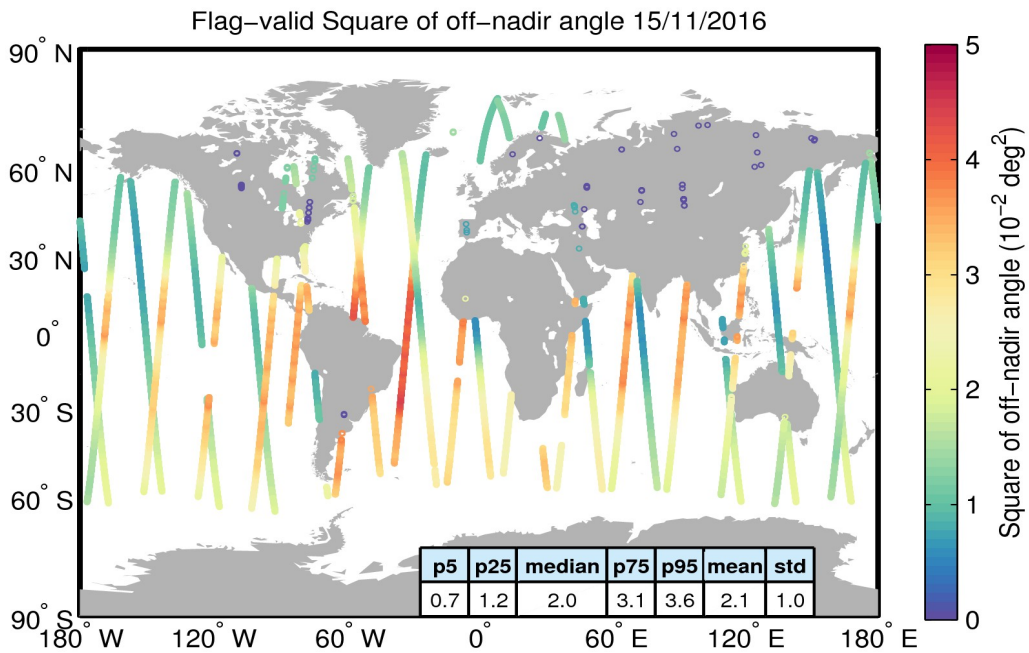 Flag−valid Square of off−nadir angle 15/11/2016
90° N
60° N
30° N
0°
30° S
60° S
90° S
180° W
120° W
60° W
0°
60° E
120° E
180° E
p5 p25 median p75 p95 mean std
0.7 1.2 2.0 3.1 3.6 2.1 1.0
5
4
3
2
1
0
Square of off−nadir angle (10⁻² deg²)